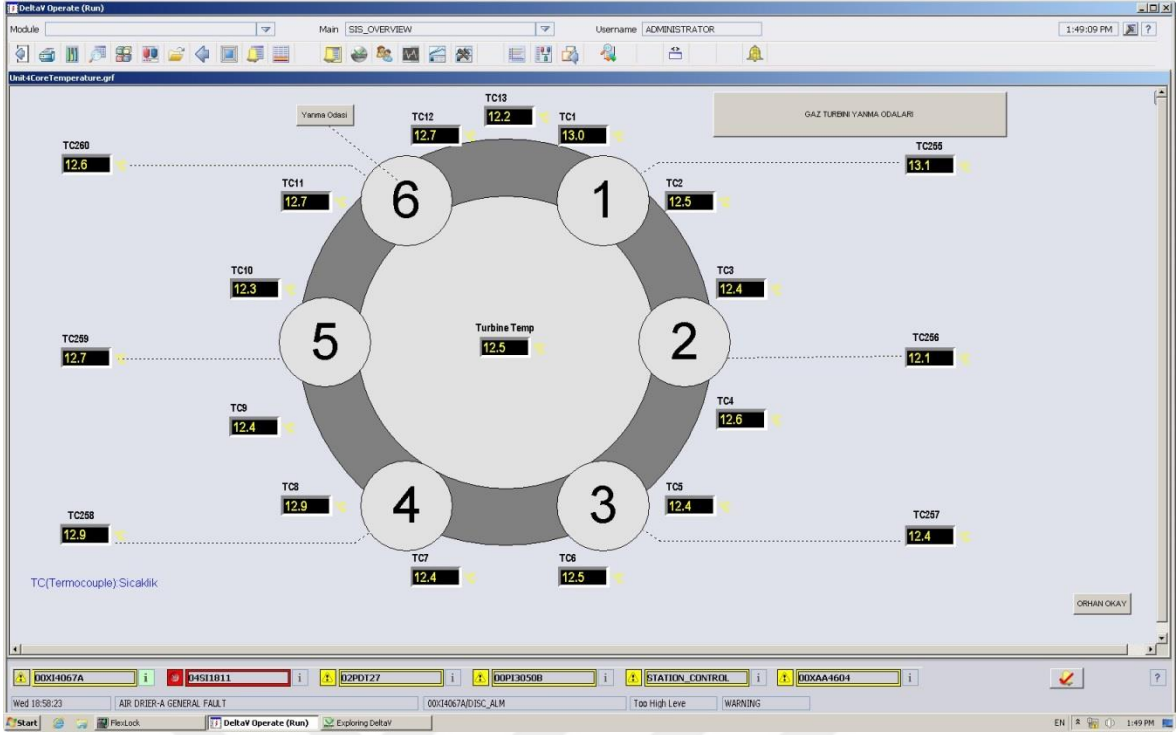 DeltaV Operate (Run)
Module Main SIS_OVERVIEW Username ADMINISTRATOR 1:49:09 PM ?
Unit4CoreTemperature.grf
Yanma Odasi
GAZ TURBINI YANMA ODALARI
TC13
12.2
TC12
12.7
TC1
13.0
TC260
12.6
TC255
13.1
TC11
12.7
TC2
12.5
6
1
TC10
12.3
TC3
12.4
TC259
12.7
5
Turbine Temp
12.5
2
TC256
12.1
TC9
12.4
TC4
12.6
TC8
12.9
TC5
12.4
4
3
TC258
12.9
TC257
12.4
TC7
12.4
TC6
12.5
TC(Termocouple):Sicaklik
ORHAN OKAY
00XI4067A i 04SI1811 i 02PDT27 i 00PI3050B i STATION_CONTROL i 00XAA4604 i ?
Wed 18:58:23 AIR DRIER-A GENERAL FAULT 00XI4067A/DISC_ALM Too High Leve WARNING
Start FlexLock DeltaV Operate (Run) Exploring DeltaV EN 1:49 PM